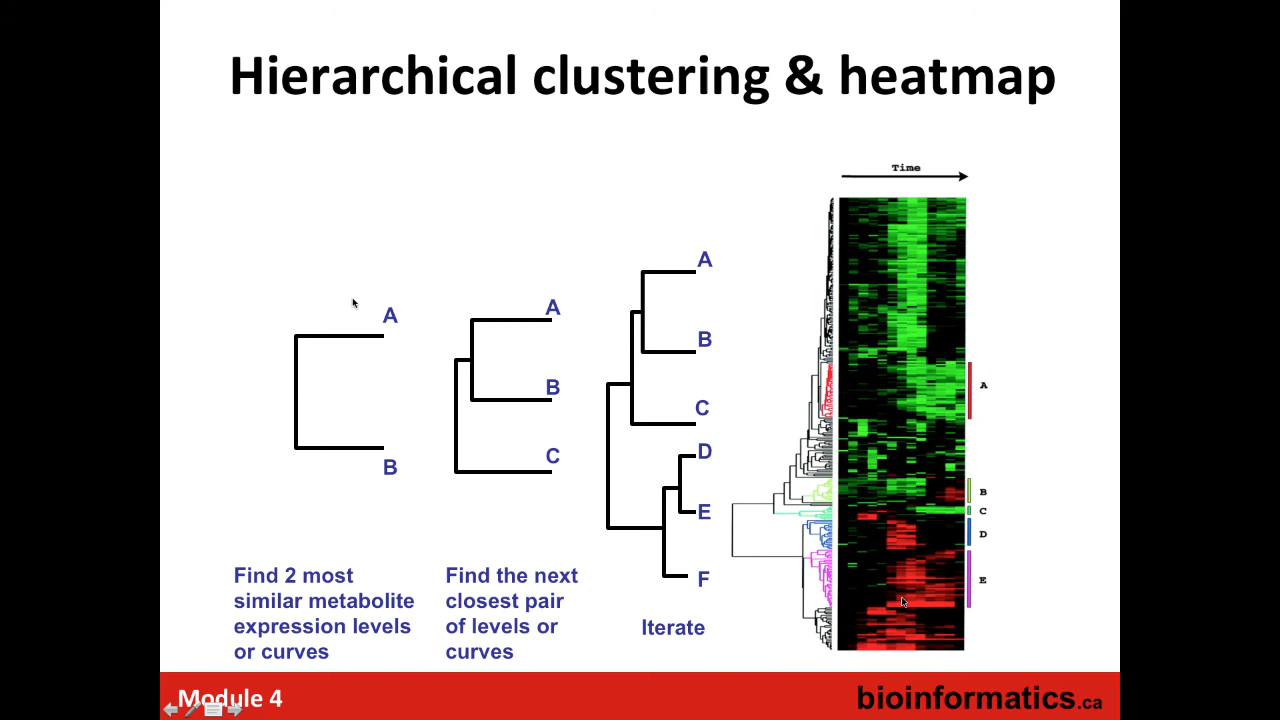 Hierarchical clustering & heatmap
A
B
Find 2 most
similar metabolite
expression levels
or curves
A
B
C
Find the next
closest pair
of levels or
curves
A
B
C
D
E
F
Iterate
Time
A
B
C
D
E
Module 4
bioinformatics.ca